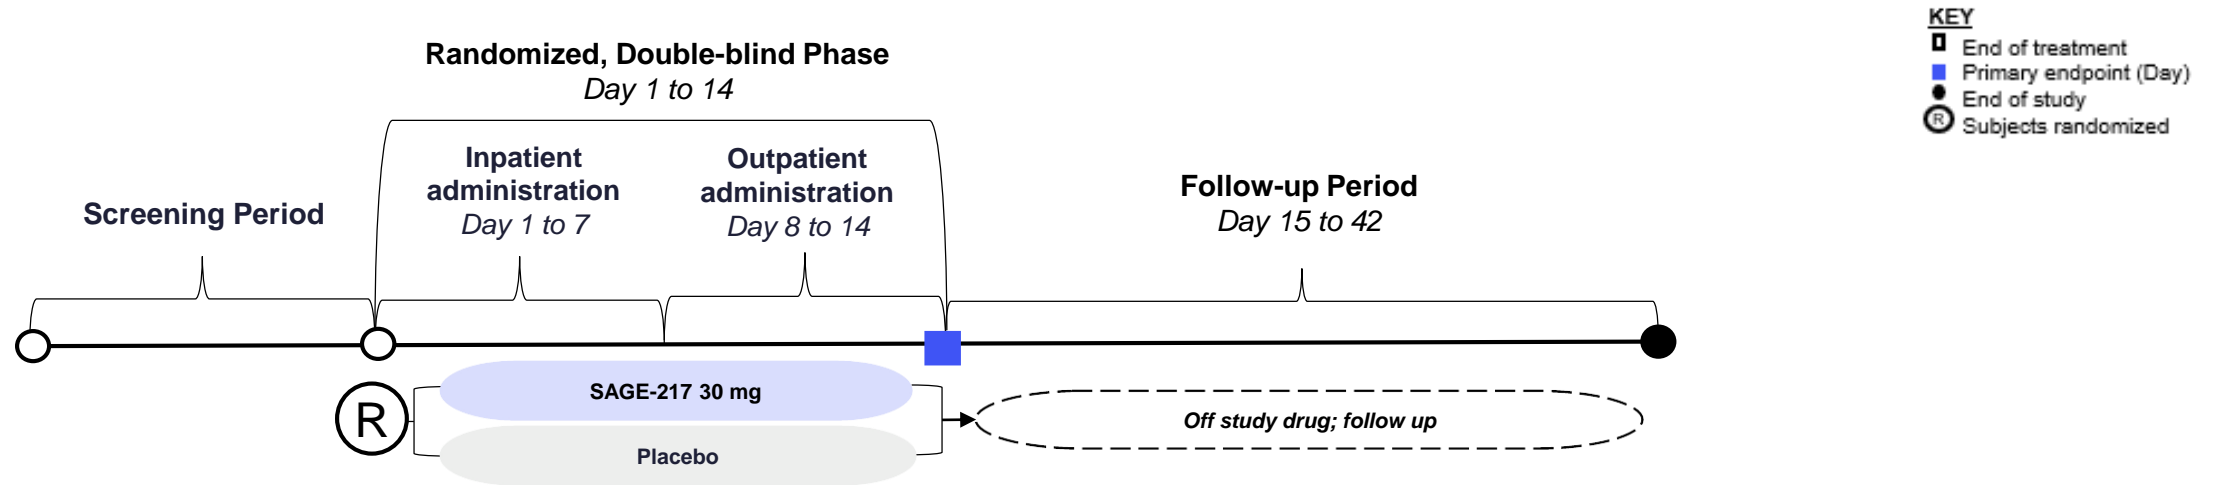 KEY
End of treatment
Primary endpoint (Day)
End of study
R Subjects randomized
Randomized, Double-blind Phase
Day 1 to 14
Inpatient
administration
Day 1 to 7
Outpatient
administration
Day 8 to 14
Screening Period
Follow-up Period
Day 15 to 42
R
SAGE-217 30 mg
Placebo
Off study drug; follow up